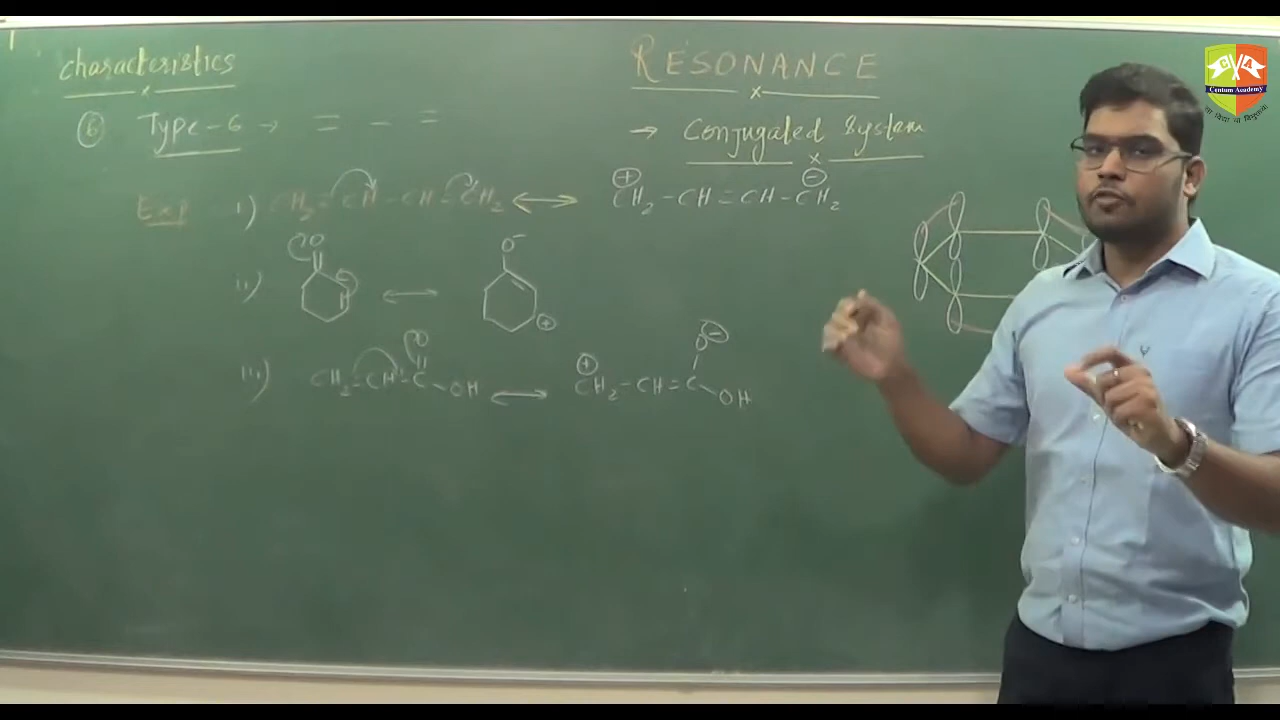 Characteristics
RESONANCE
⑥ Type-6 → = - =
→ Conjugated System
Exp i) CH₂=CH-CH=CH₂ ↔ ⊕CH₂-CH=CH-CH₂⊖
ii) O ↔ O⁻ ⊕
iii) CH₂=CH-C(=O)OH ↔ ⊕CH₂-CH=C(O⊖)OH
Centum Academy